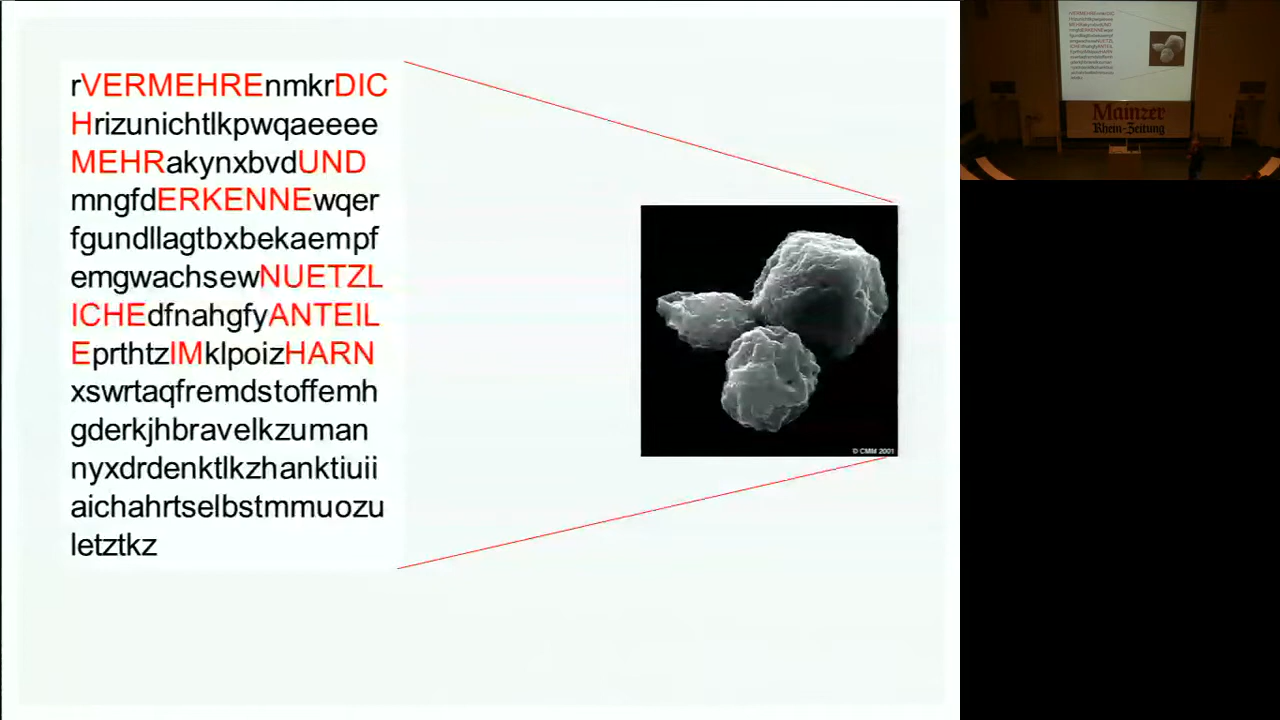 rVERMEHREnmkrDIC
Hrizunichtlkpwqaeeee
MEHRakynxbvdUND
mngfdERKENNEwqer
fgundllagtbxbekaempf
emgwachsewNUETZL
ICHEdfnahgfyANTEIL
EprthtzIMklpoizHARN
xswrtaqfremdstoffemh
gderkjhbravelkzuman
nyxdrdenktlkzhanktiuii
aichahrtselbstmmuozu
letztkz
© CMM 2001
Mainzer
Rhein-Zeitung